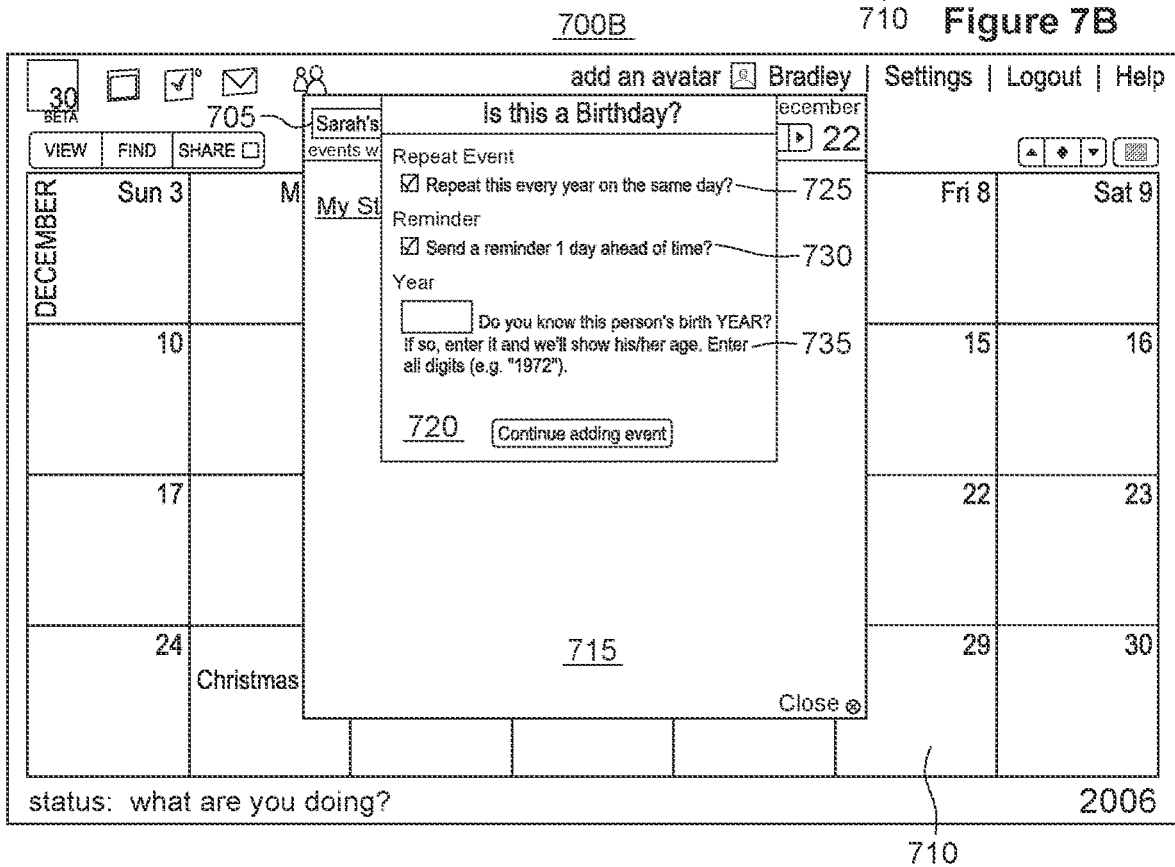 710 Figure 7B
700B
30
BETA
add an avatar Bradley | Settings | Logout | Help
705
VIEW FIND SHARE
Sarah's
events w
Is this a Birthday?
ecember
22
DECEMBER
Sun 3
M
My St
Repeat Event
Repeat this every year on the same day?
725
Fri 8
Sat 9
Reminder
Send a reminder 1 day ahead of time?
730
Year
Do you know this person's birth YEAR?
If so, enter it and we'll show his/her age. Enter
all digits (e.g. "1972").
735
10
15
16
720
Continue adding event
17
22
23
24
Christmas
715
29
30
Close
status: what are you doing?
2006
710